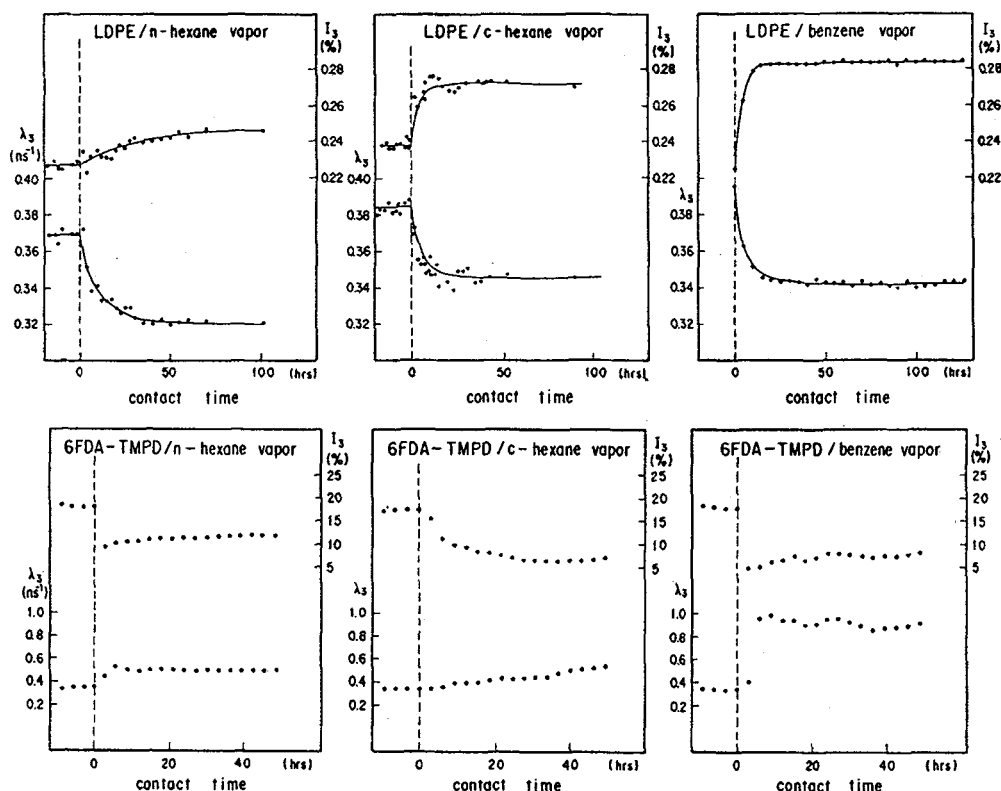 LDPE/n-hexane vapor
I₃
(%)
0.28
0.26
0.24
0.22
λ₃
(ns⁻¹)
0.40
0.38
0.36
0.34
0.32
0 50 100 (hrs)
contact time
LDPE/c-hexane vapor
I₃
(%)
0.28
0.26
0.24
0.22
λ₃
0.40
0.38
0.36
0.34
0.32
0 50 100 (hrs)
contact time
LDPE/benzene vapor
I₃
(%)
0.28
0.26
0.24
0.22
λ₃
0.38
0.36
0.34
0.32
0 50 100 (hrs)
contact time
6FDA-TMPD/n-hexane vapor
I₃
(%)
25
20
15
10
5
λ₃
(ns⁻¹)
1.0
0.8
0.6
0.4
0.2
0 20 40 (hrs)
contact time
6FDA-TMPD/c-hexane vapor
I₃
(%)
25
20
15
10
5
λ₃
1.0
0.8
0.6
0.4
0.2
0 20 40 (hrs)
contact time
6FDA-TMPD/benzene vapor
I₃
(%)
25
20
15
10
5
λ₃
1.0
0.8
0.6
0.4
0.2
0 20 40 (hrs)
contact time